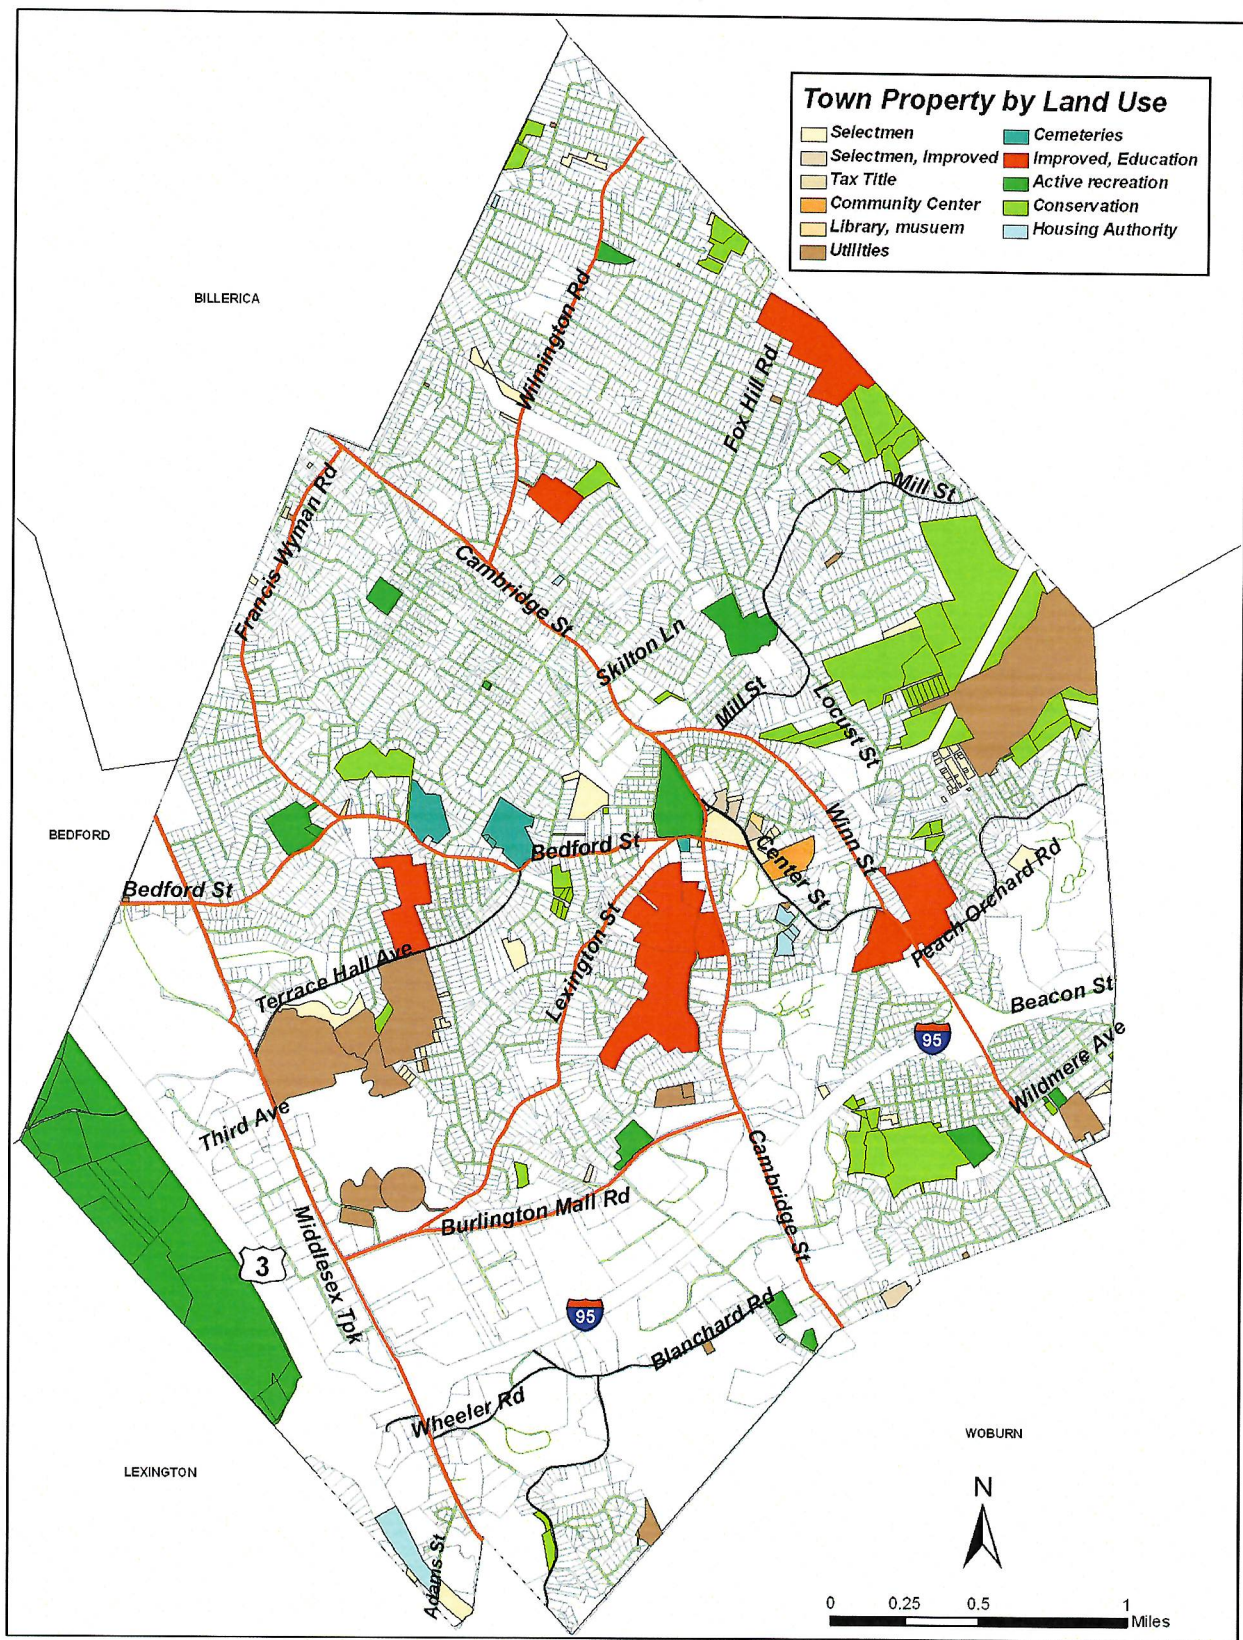 Town Property by Land Use
Selectmen
Selectmen, Improved
Tax Title
Community Center
Library, musuem
Utilities
Cemeteries
Improved, Education
Active recreation
Conservation
Housing Authority
BILLERICA
Wilmington Rd
Fox Hill Rd
Mill St
Francis Wyman Rd
Cambridge St
Skilton Ln
Mill St
Locust St
BEDFORD
Bedford St
Bedford St
Center St
Winn St
Peach Orchard Rd
Terrace Hall Ave
Lexington St
Beacon St
95
Wildmere Ave
Third Ave
Burlington Mall Rd
Cambridge St
3
Middlesex Tpk
95
Blanchard Rd
Wheeler Rd
WOBURN
LEXINGTON
Adams St
N
0 0.25 0.5 1
Miles